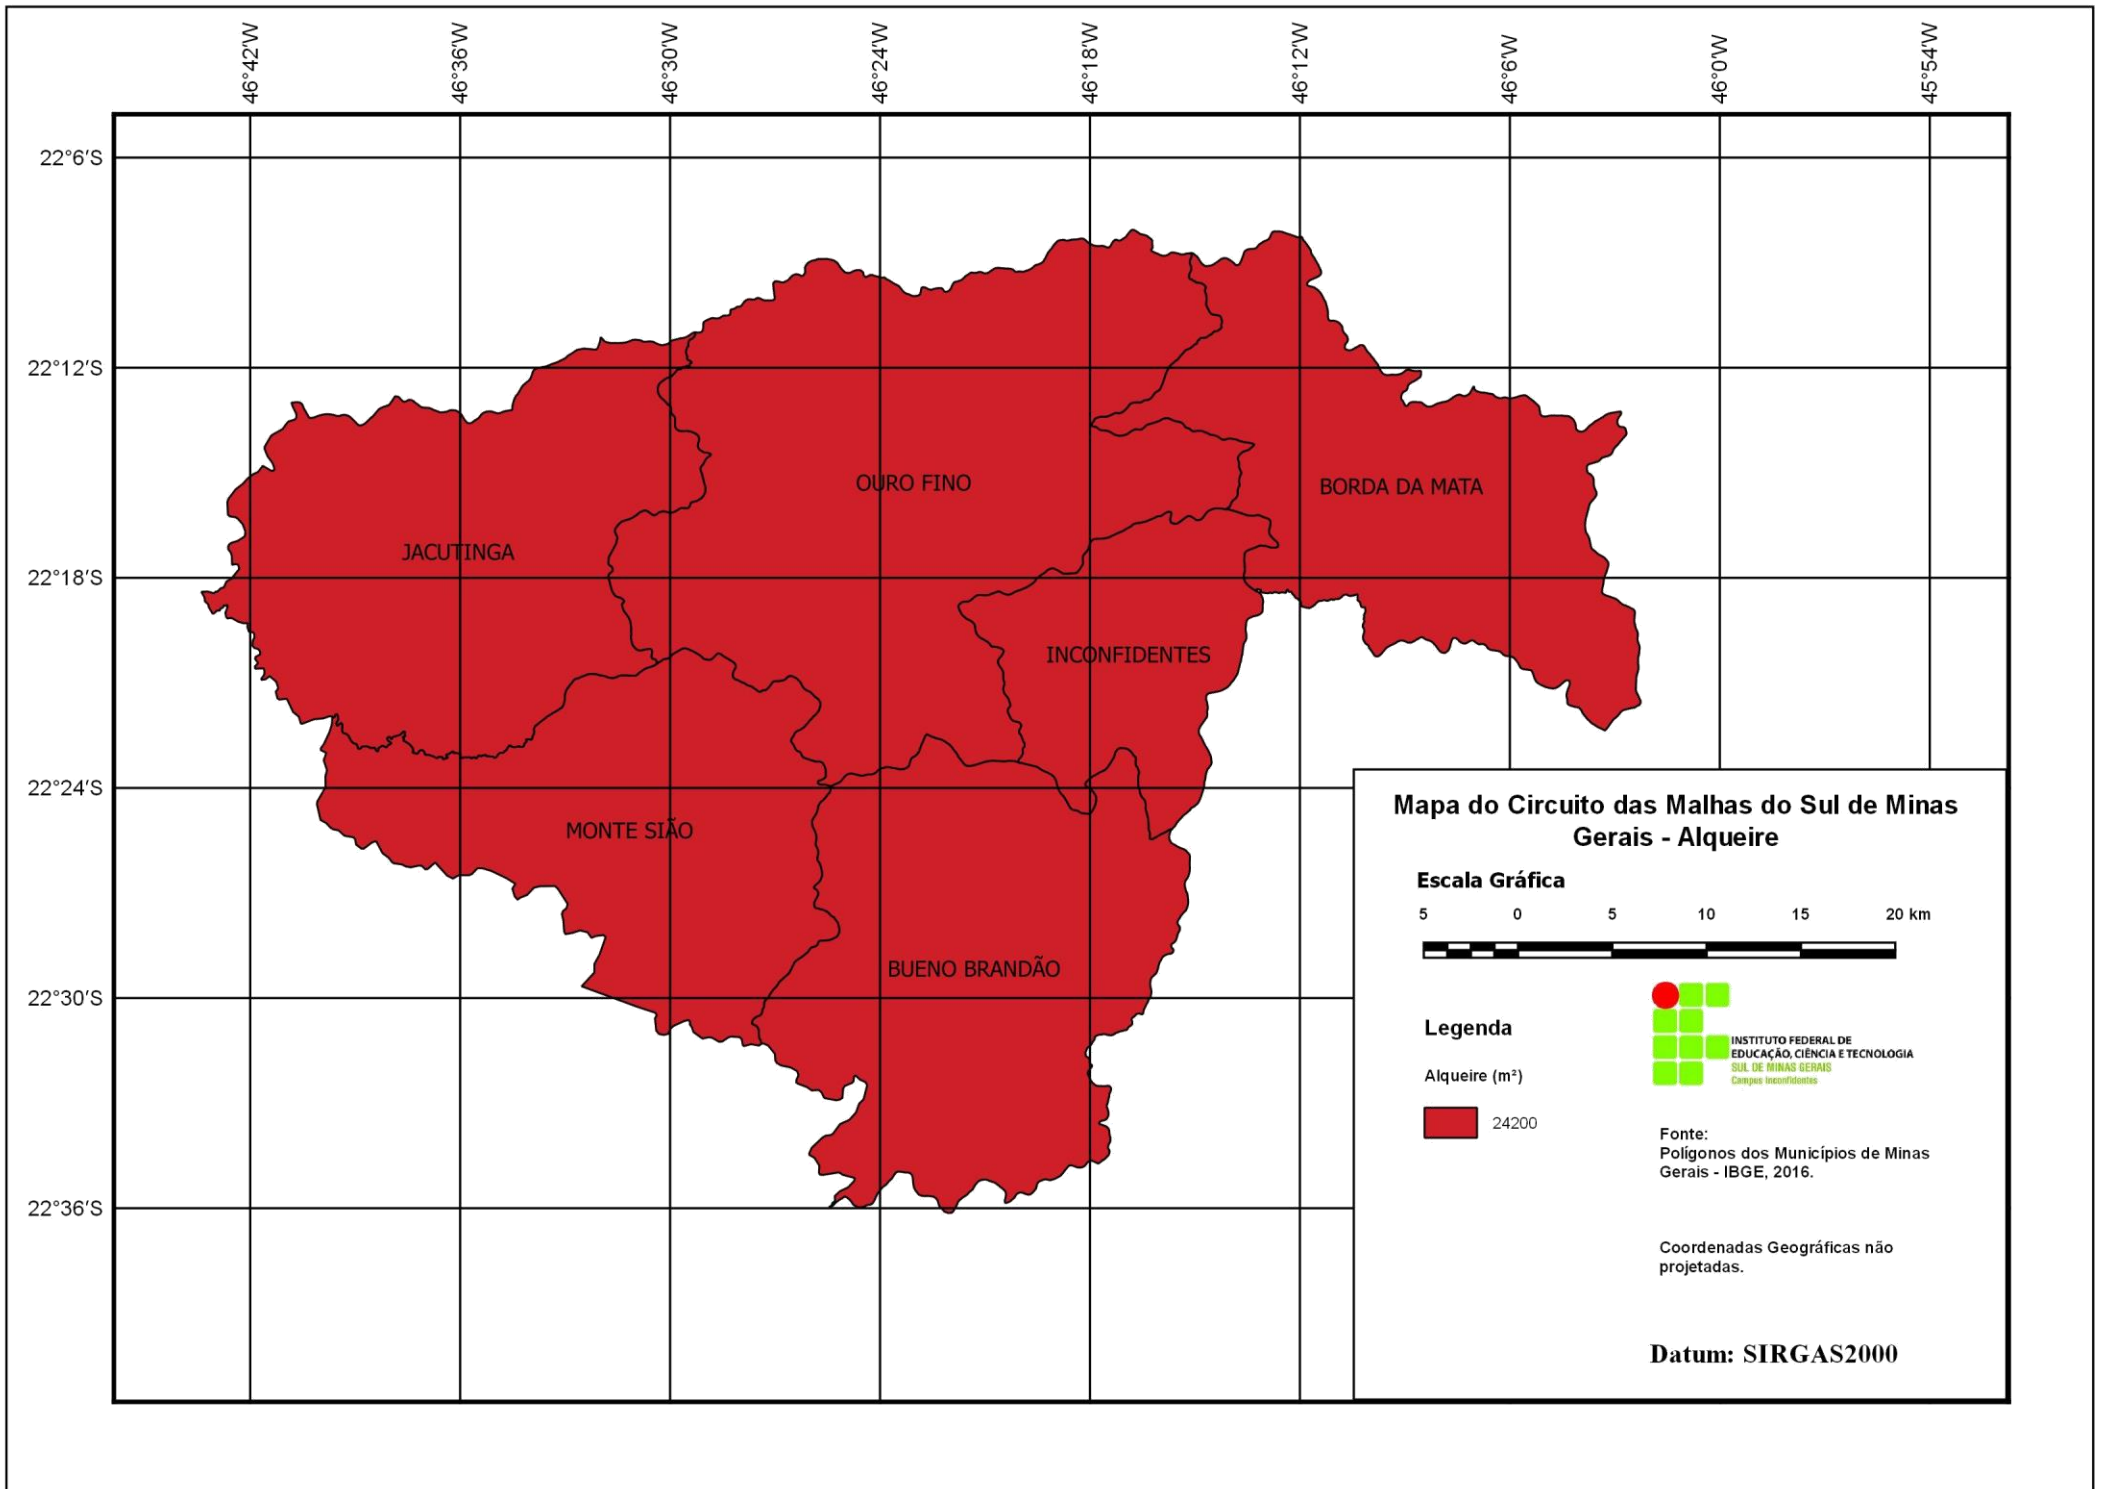 46°42'W
46°36'W
46°30'W
46°24'W
46°18'W
46°12'W
46°6'W
46°0'W
45°54'W
22°6'S
22°12'S
22°18'S
22°24'S
22°30'S
22°36'S
OURO FINO
BORDA DA MATA
JACUTINGA
INCONFIDENTES
MONTE SIÃO
BUENO BRANDÃO
Mapa do Circuito das Malhas do Sul de Minas
Gerais - Alqueire
Escala Gráfica
5 0 5 10 15 20 km
Legenda
Alqueire (m²)
24200
INSTITUTO FEDERAL DE
EDUCAÇÃO, CIÊNCIA E TECNOLOGIA
SUL DE MINAS GERAIS
Campus Inconfidentes
Fonte:
Polígonos dos Municípios de Minas
Gerais - IBGE, 2016.
Coordenadas Geográficas não
projetadas.
Datum: SIRGAS2000